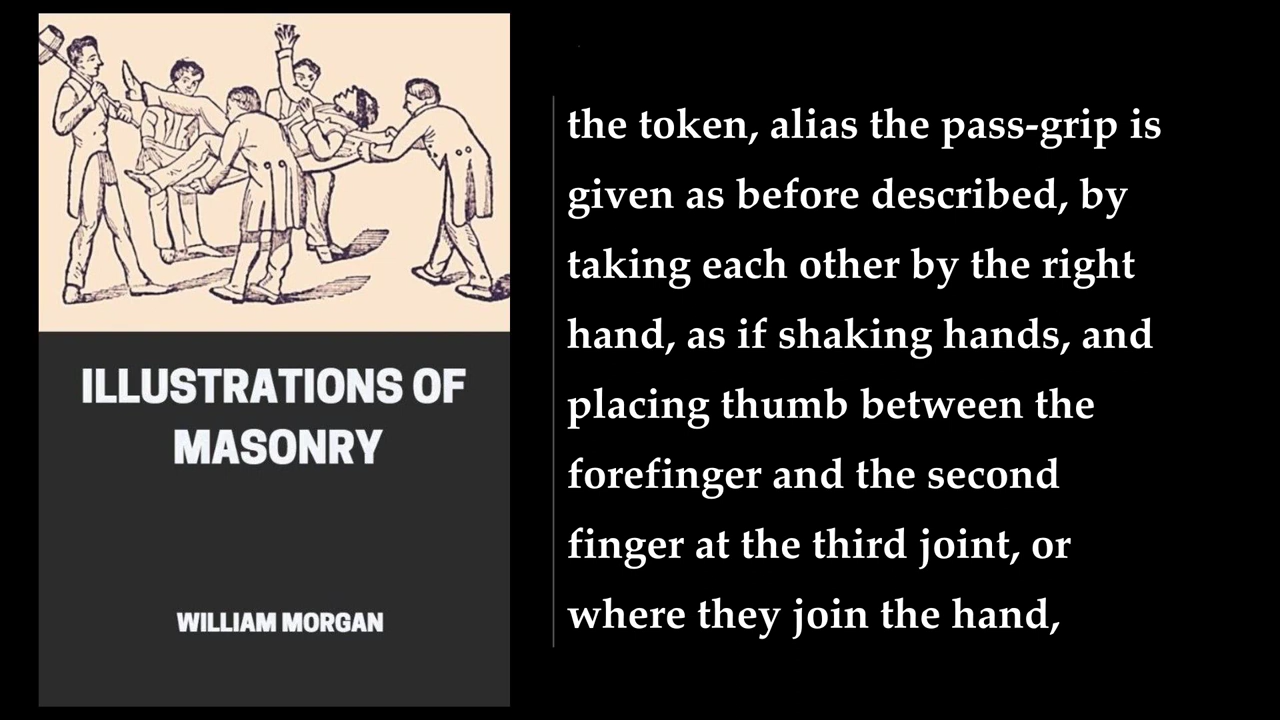 ILLUSTRATIONS OF
MASONRY
WILLIAM MORGAN
the token, alias the pass-grip is
given as before described, by
taking each other by the right
hand, as if shaking hands, and
placing thumb between the
forefinger and the second
finger at the third joint, or
where they join the hand,